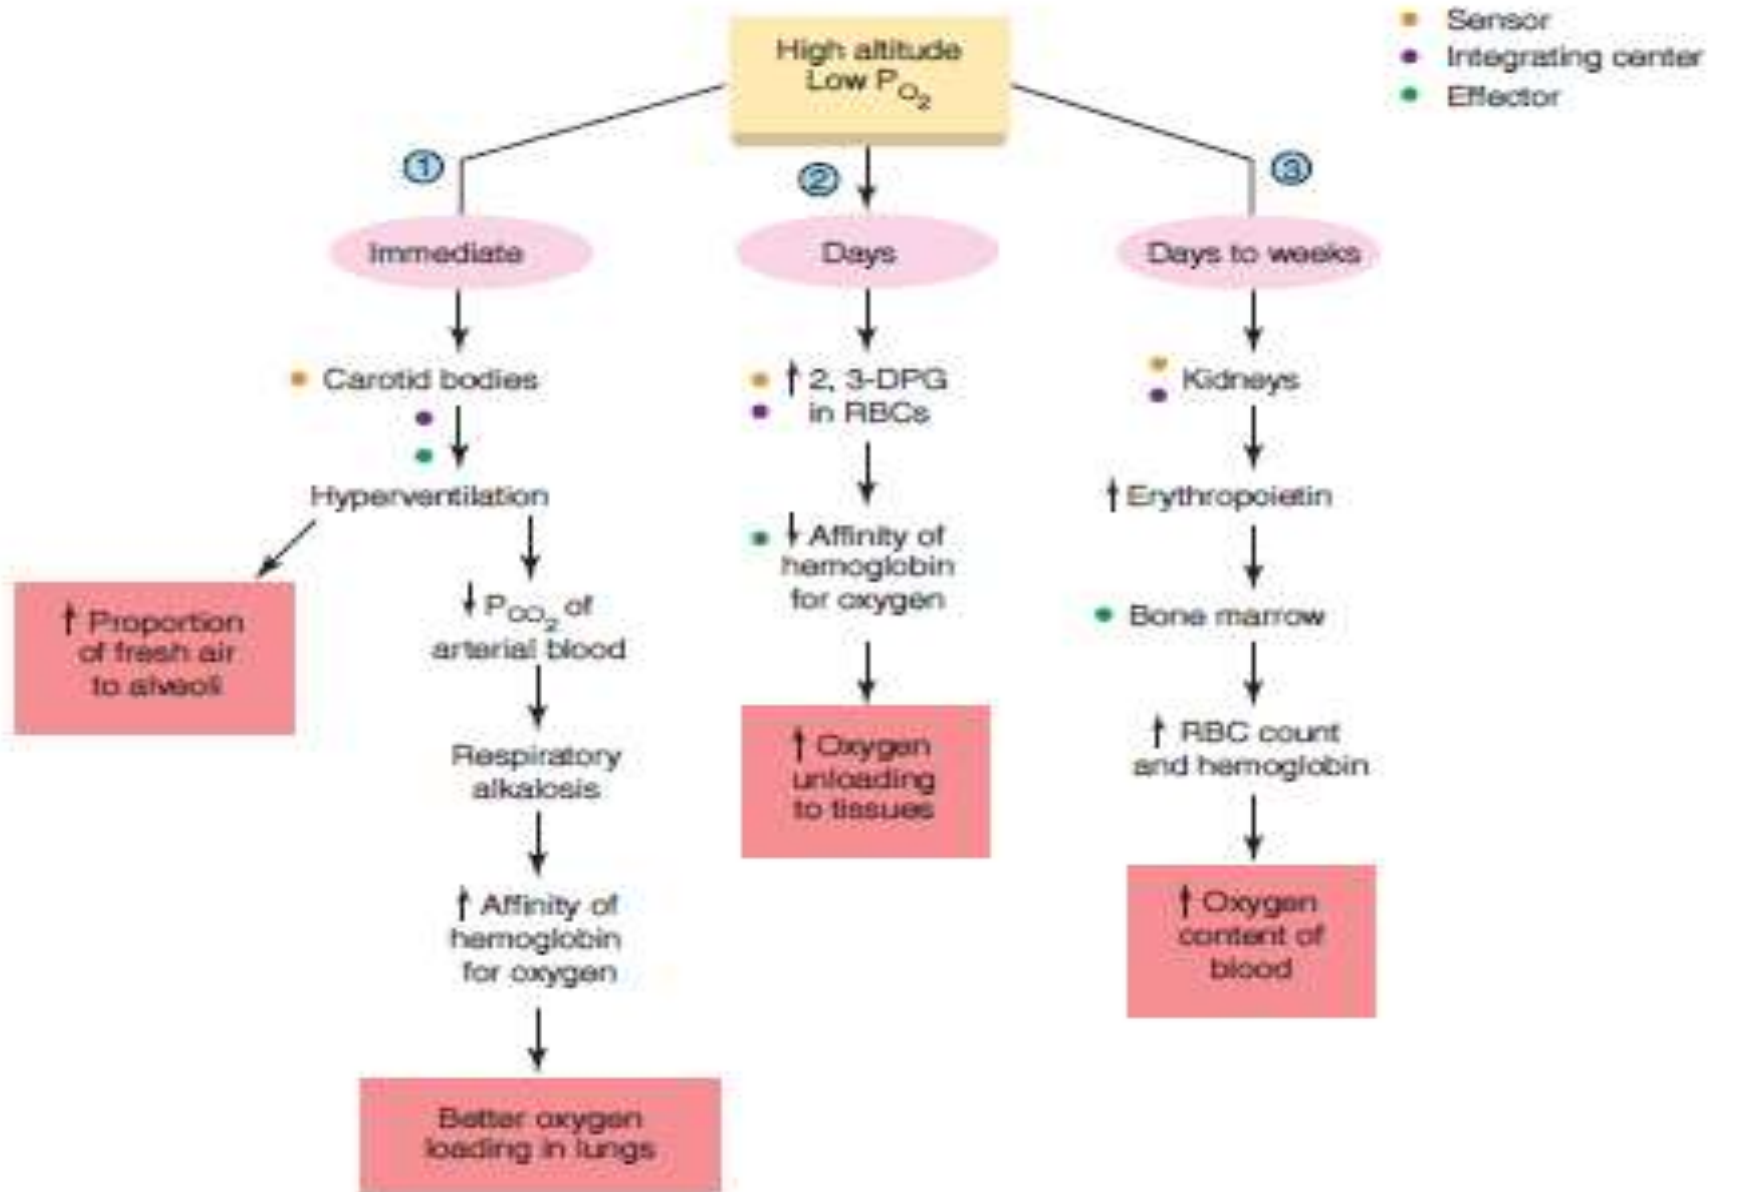 High altitude
Low PO2
Sensor
Integrating center
Effector
1
2
3
Immediate
Days
Days to weeks
Carotid bodies
Hyperventilation
↑ Proportion
of fresh air
to alveoli
↓ PCO2 of
arterial blood
Respiratory
alkalosis
↑ Affinity of
hemoglobin
for oxygen
Better oxygen
loading in lungs
↑ 2, 3-DPG
in RBCs
↓ Affinity of
hemoglobin
for oxygen
↑ Oxygen
unloading
to tissues
Kidneys
↑ Erythropoietin
Bone marrow
↑ RBC count
and hemoglobin
↑ Oxygen
content of
blood